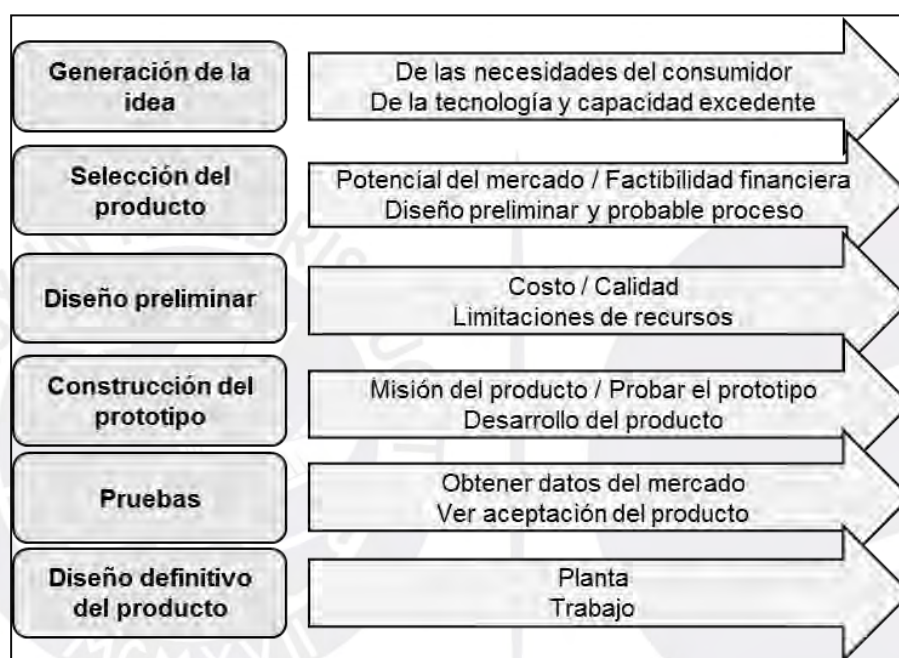 Generación de la
idea
De las necesidades del consumidor
De la tecnología y capacidad excedente
Selección del
producto
Potencial del mercado / Factibilidad financiera
Diseño preliminar y probable proceso
Diseño preliminar
Costo / Calidad
Limitaciones de recursos
Construcción del
prototipo
Misión del producto / Probar el prototipo
Desarrollo del producto
Pruebas
Obtener datos del mercado
Ver aceptación del producto
Diseño definitivo
del producto
Planta
Trabajo